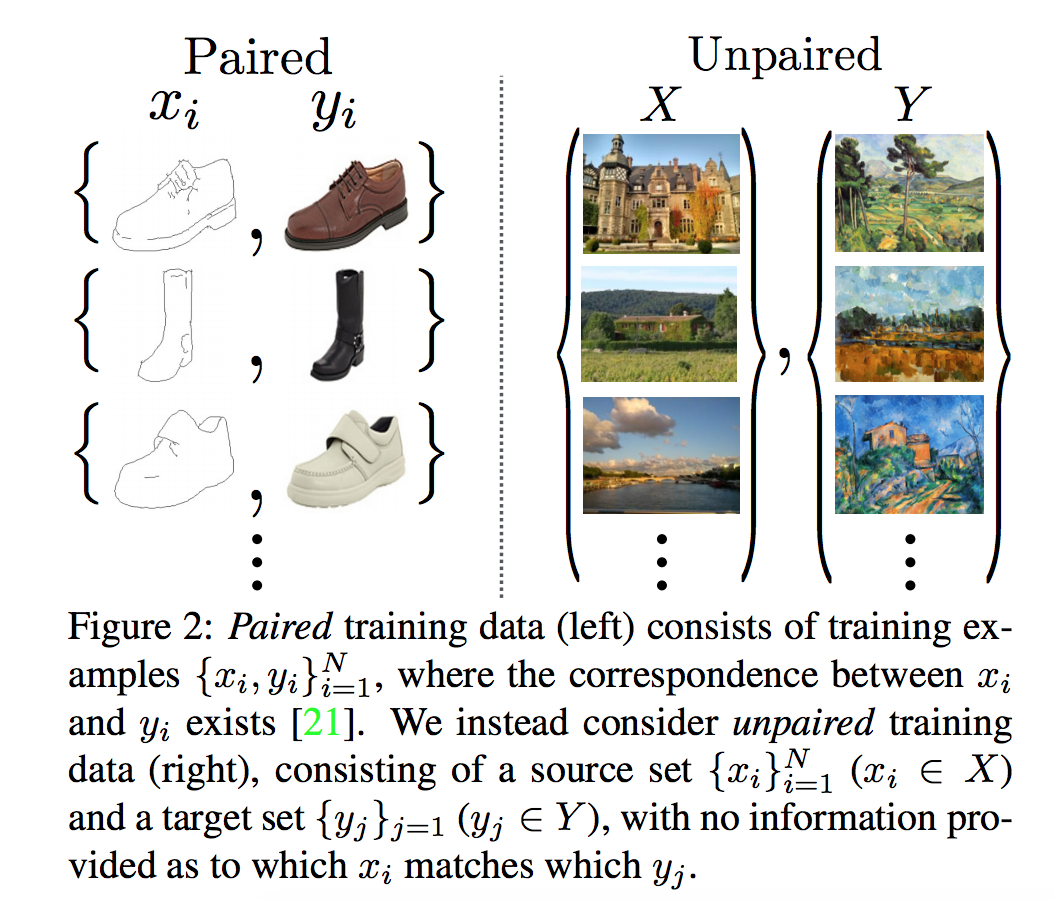 Paired
Unpaired
x_i y_i
X Y
{ , }
{ , }
{ , }
{ } , { }
⋮
⋮ ⋮
Figure 2: Paired training data (left) consists of training ex-
amples {x_i, y_i}_{i=1}^N, where the correspondence between x_i
and y_i exists [21]. We instead consider unpaired training
data (right), consisting of a source set {x_i}_{i=1}^N (x_i ∈ X)
and a target set {y_j}_{j=1} (y_j ∈ Y), with no information pro-
vided as to which x_i matches which y_j.